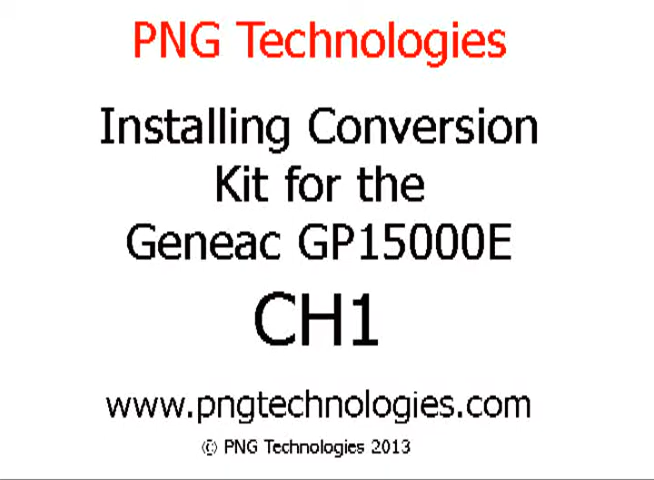 PNG Technologies
Installing Conversion
Kit for the
Geneac GP15000E
CH1
www.pngtechnologies.com
© PNG Technologies 2013